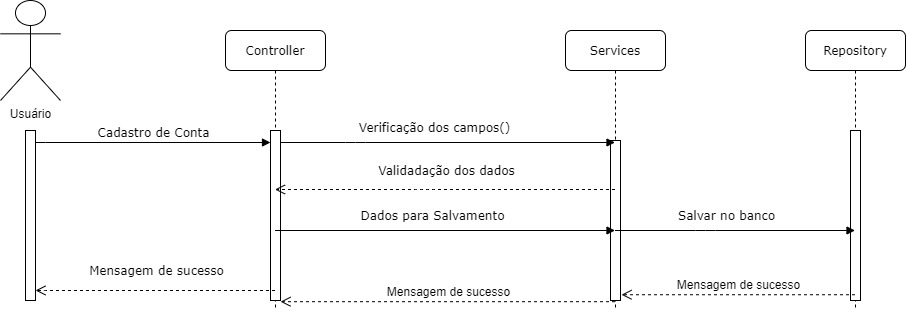 Controller
Services
Repository
Usuário
Cadastro de Conta
Verificação dos campos()
Validadação dos dados
Dados para Salvamento
Salvar no banco
Mensagem de sucesso
Mensagem de sucesso
Mensagem de sucesso